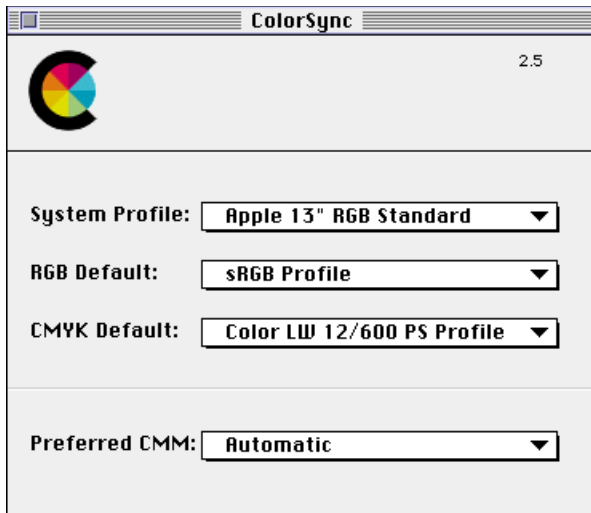 ColorSync
2.5
System Profile: Apple 13" RGB Standard
RGB Default: sRGB Profile
CMYK Default: Color LW 12/600 PS Profile
Preferred CMM: Automatic